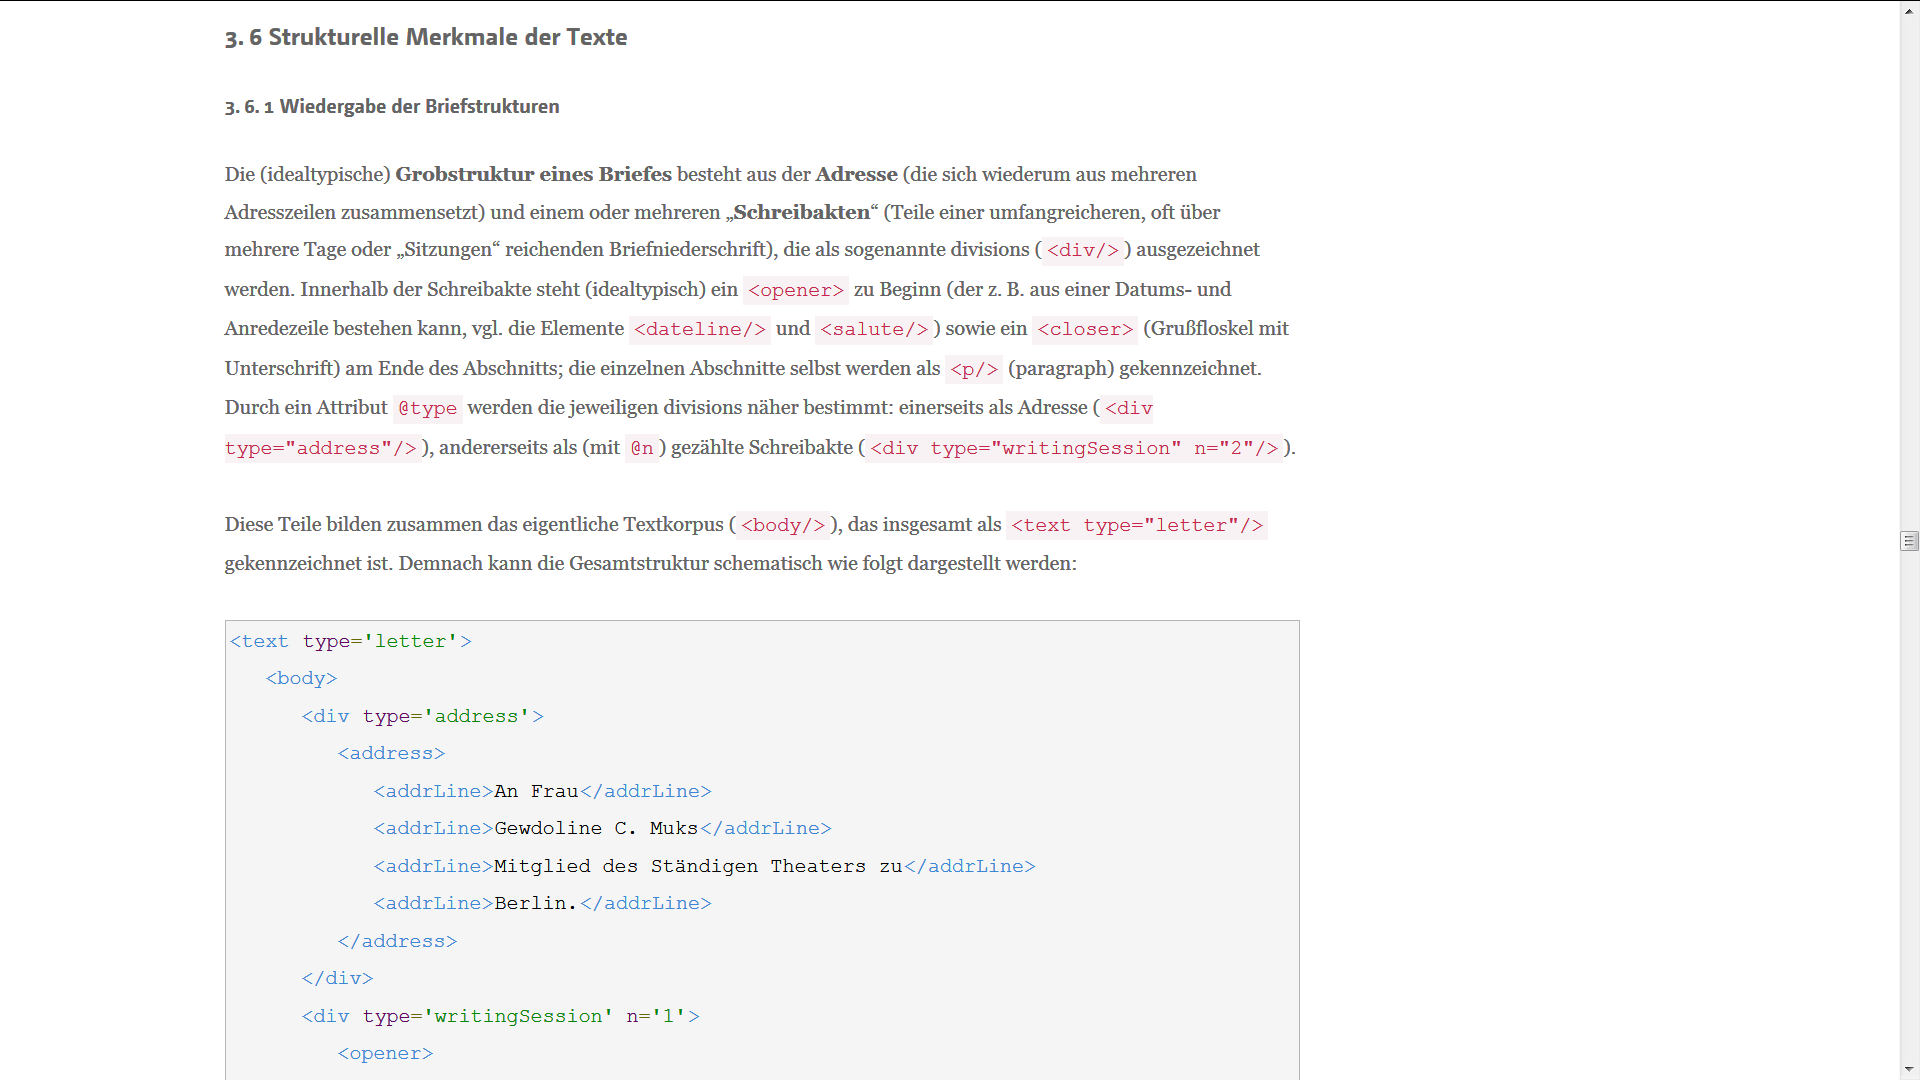 3. 6 Strukturelle Merkmale der Texte
3. 6. 1 Wiedergabe der Briefstrukturen
Die (idealtypische) Grobstruktur eines Briefes besteht aus der Adresse (die sich wiederum aus mehreren
Adresszeilen zusammensetzt) und einem oder mehreren „Schreibakten“ (Teile einer umfangreicheren, oft über
mehrere Tage oder „Sitzungen“ reichenden Briefniederschrift), die als sogenannte divisions ( <div/> ) ausgezeichnet
werden. Innerhalb der Schreibakte steht (idealtypisch) ein <opener> zu Beginn (der z. B. aus einer Datums- und
Anredezeile bestehen kann, vgl. die Elemente <dateline/> und <salute/> ) sowie ein <closer> (Grußfloskel mit
Unterschrift) am Ende des Abschnitts; die einzelnen Abschnitte selbst werden als <p/> (paragraph) gekennzeichnet.
Durch ein Attribut @type werden die jeweiligen divisions näher bestimmt: einerseits als Adresse ( <div
type="address"/> ), andererseits als (mit @n ) gezählte Schreibakte ( <div type="writingSession" n="2"/> ).
Diese Teile bilden zusammen das eigentliche Textkorpus ( <body/> ), das insgesamt als <text type="letter"/>
gekennzeichnet ist. Demnach kann die Gesamtstruktur schematisch wie folgt dargestellt werden:
<text type='letter'>
<body>
<div type='address'>
<address>
<addrLine>An Frau</addrLine>
<addrLine>Gewdoline C. Muks</addrLine>
<addrLine>Mitglied des Ständigen Theaters zu</addrLine>
<addrLine>Berlin.</addrLine>
</address>
</div>
<div type='writingSession' n='1'>
<opener>